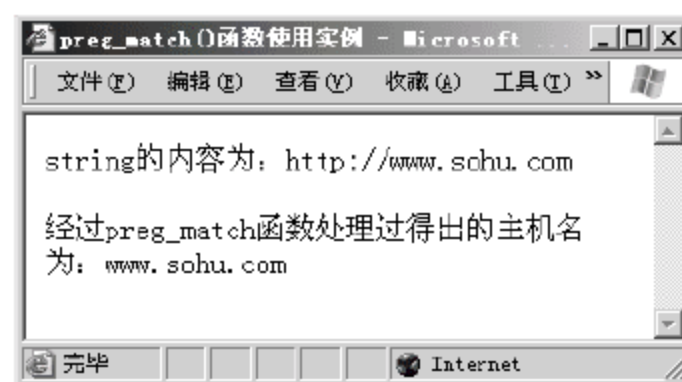 preg_match()函数使用实例 - Microsoft ...
文件(F) 编辑(E) 查看(V) 收藏(A) 工具(T) »
string的内容为：http://www.sohu.com
经过preg_match函数处理过得出的主机名
为：www.sohu.com
完毕 Internet